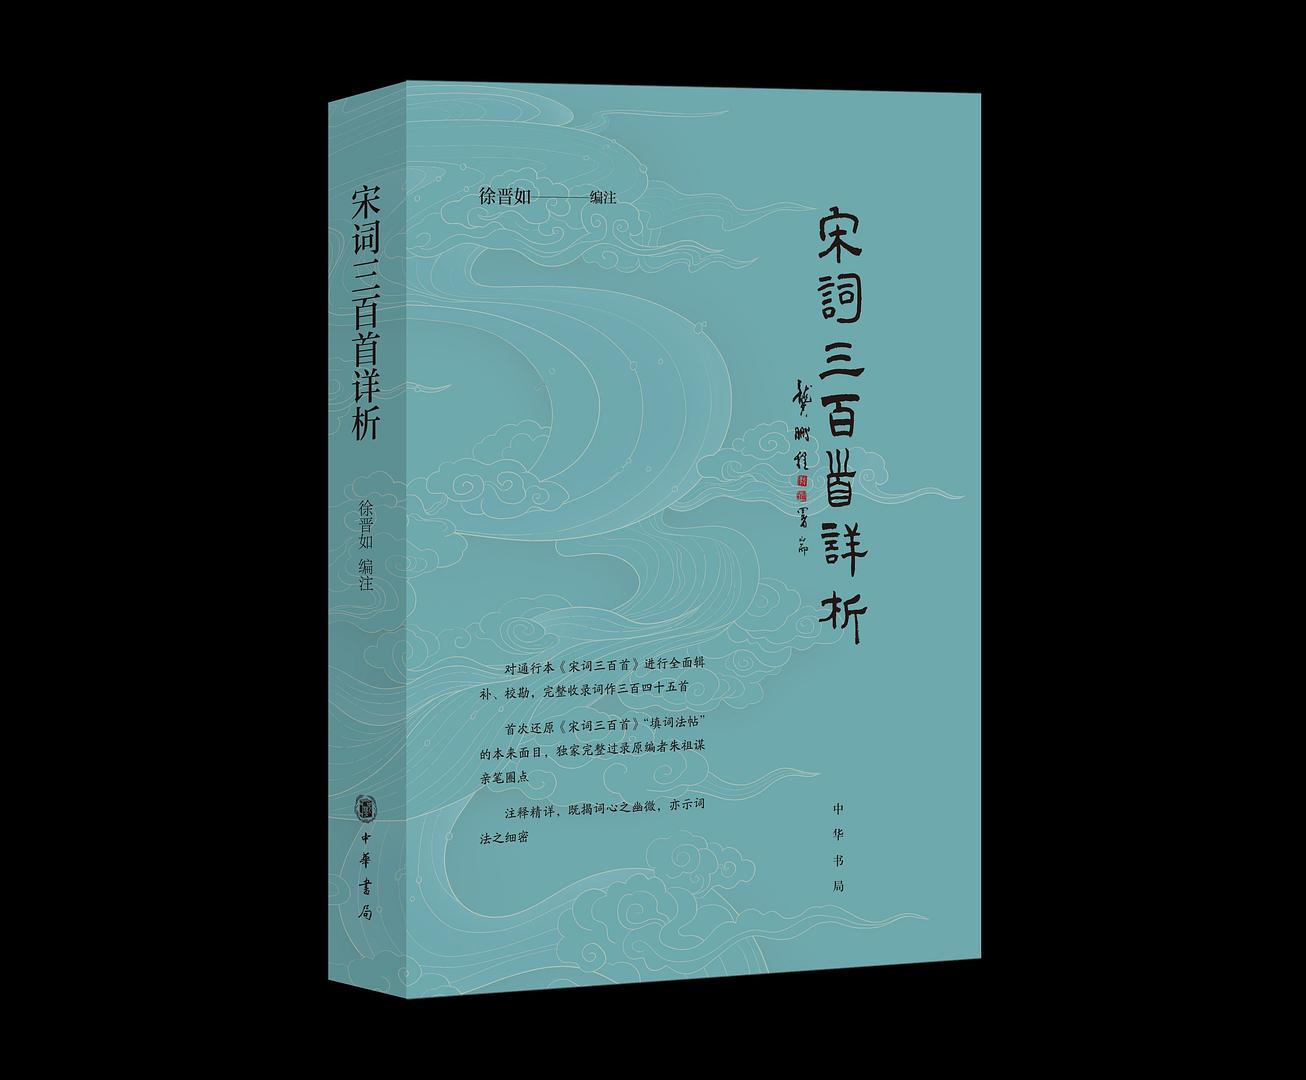 宋词三百首详析
徐晋如 编注
中華書局
徐晋如——编注
宋詞三百首詳析
龔鵬程
署耑
对通行本《宋词三百首》进行全面辑
补、校勘，完整收录词作三百四十五首
首次还原《宋词三百首》“填词法帖”
的本来面目，独家完整过录原编者朱祖谋
亲笔圈点
注释精详，既揭词心之幽微，亦示词
法之细密
中华书局